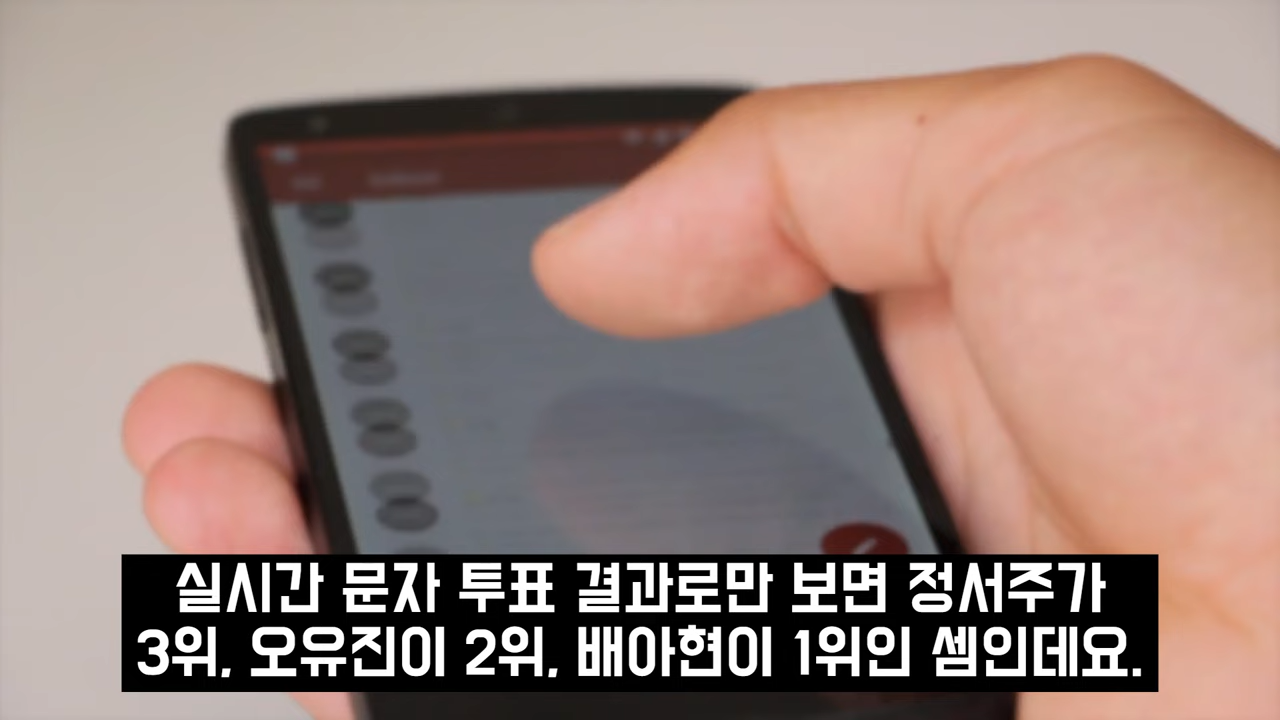 실시간 문자 투표 결과로만 보면 정서주가
3위, 오유진이 2위, 배아현이 1위인 셈인데요.